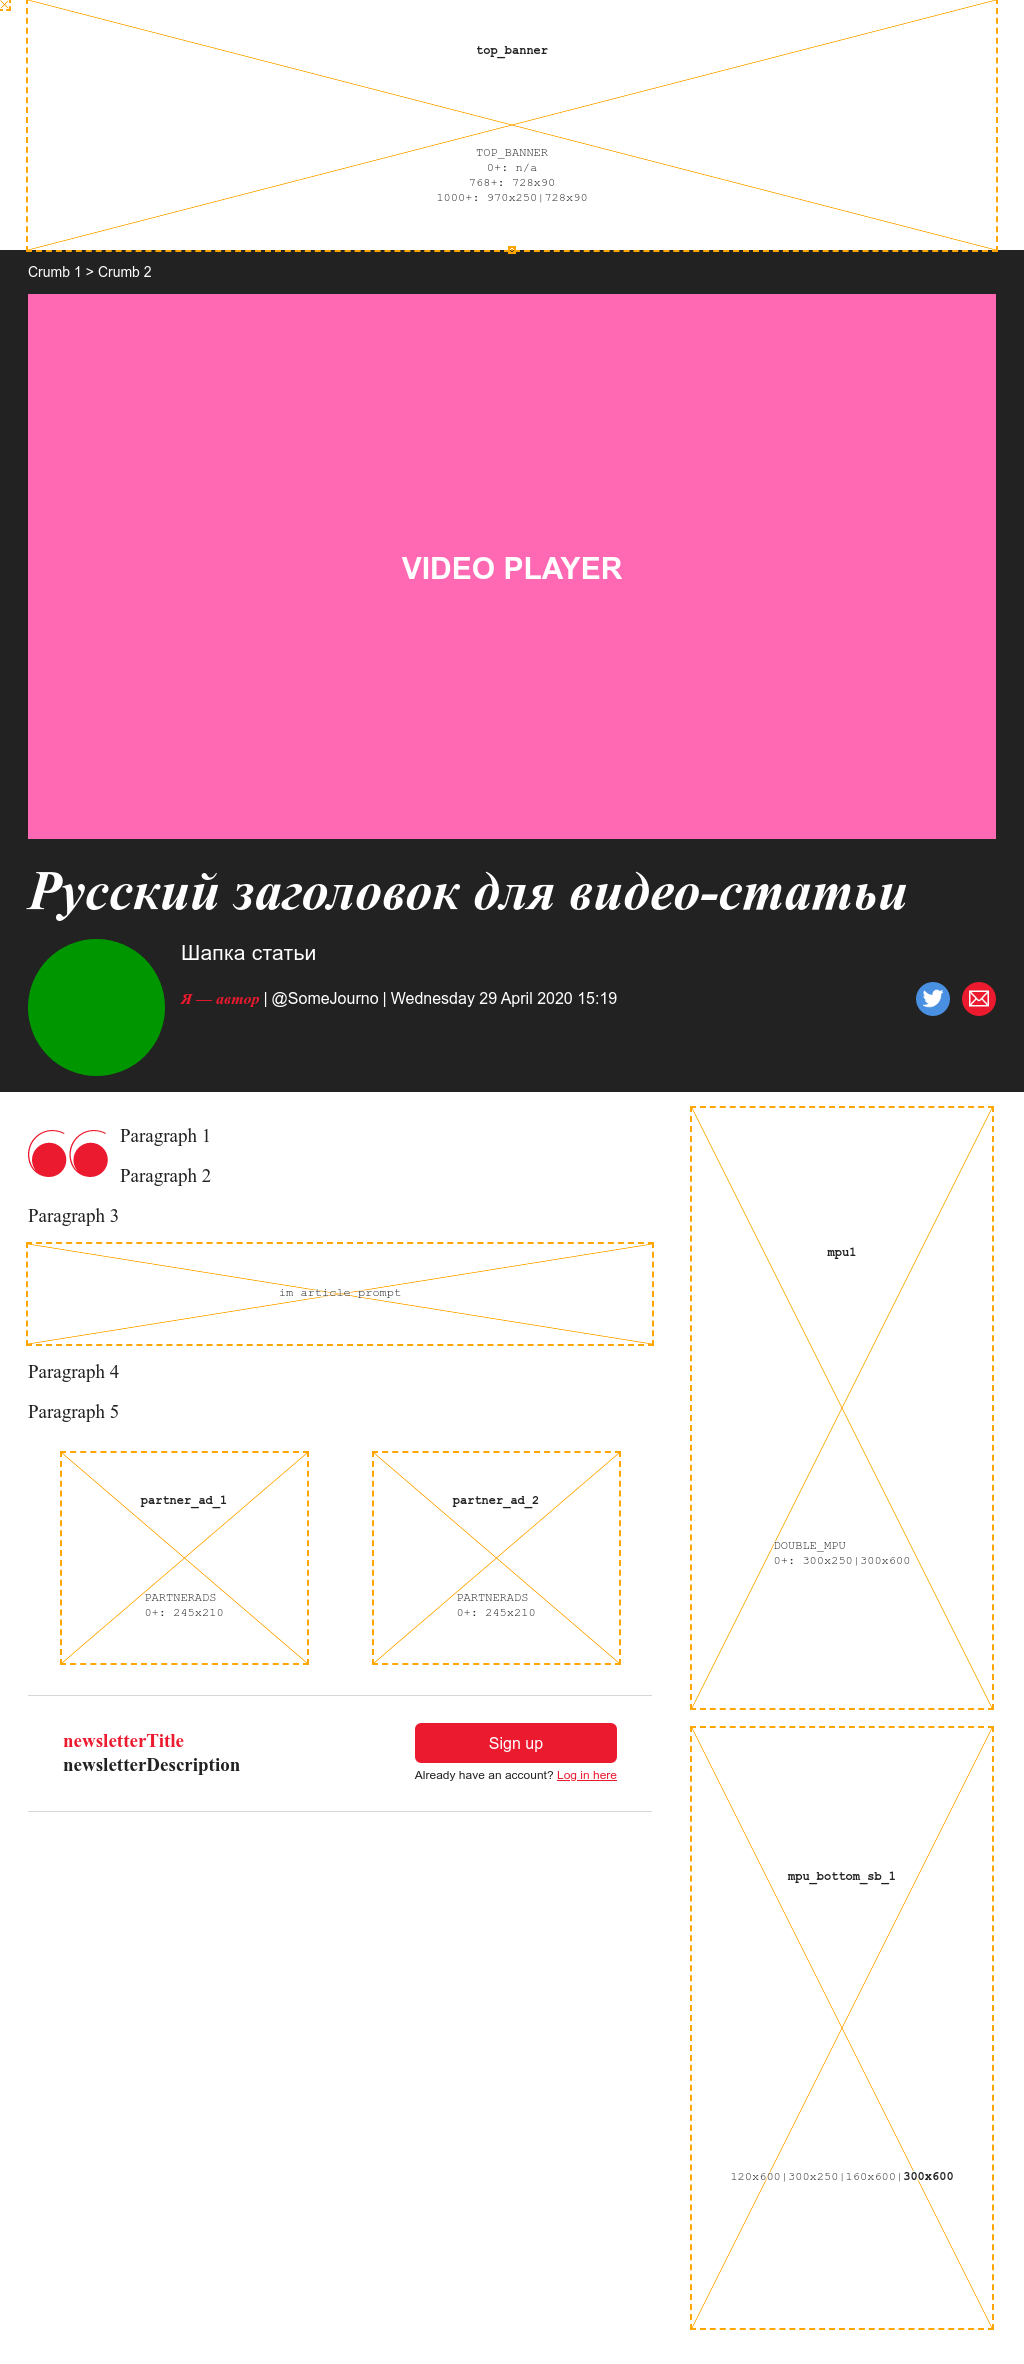 top_banner
TOP_BANNER
0+: n/a
768+: 728x90
1000+: 970x250|728x90
Crumb 1 > Crumb 2
VIDEO PLAYER
Русский заголовок для видео-статьи
Шапка статьи
Я — автор | @SomeJourno | Wednesday 29 April 2020 15:19
Paragraph 1
Paragraph 2
Paragraph 3
im article prompt
Paragraph 4
Paragraph 5
partner_ad_1
PARTNERADS
0+: 245x210
partner_ad_2
PARTNERADS
0+: 245x210
newsletterTitle
newsletterDescription
Sign up
Already have an account? Log in here
mpu1
DOUBLE_MPU
0+: 300x250|300x600
mpu_bottom_sb_1
120x600|300x250|160x600|300x600